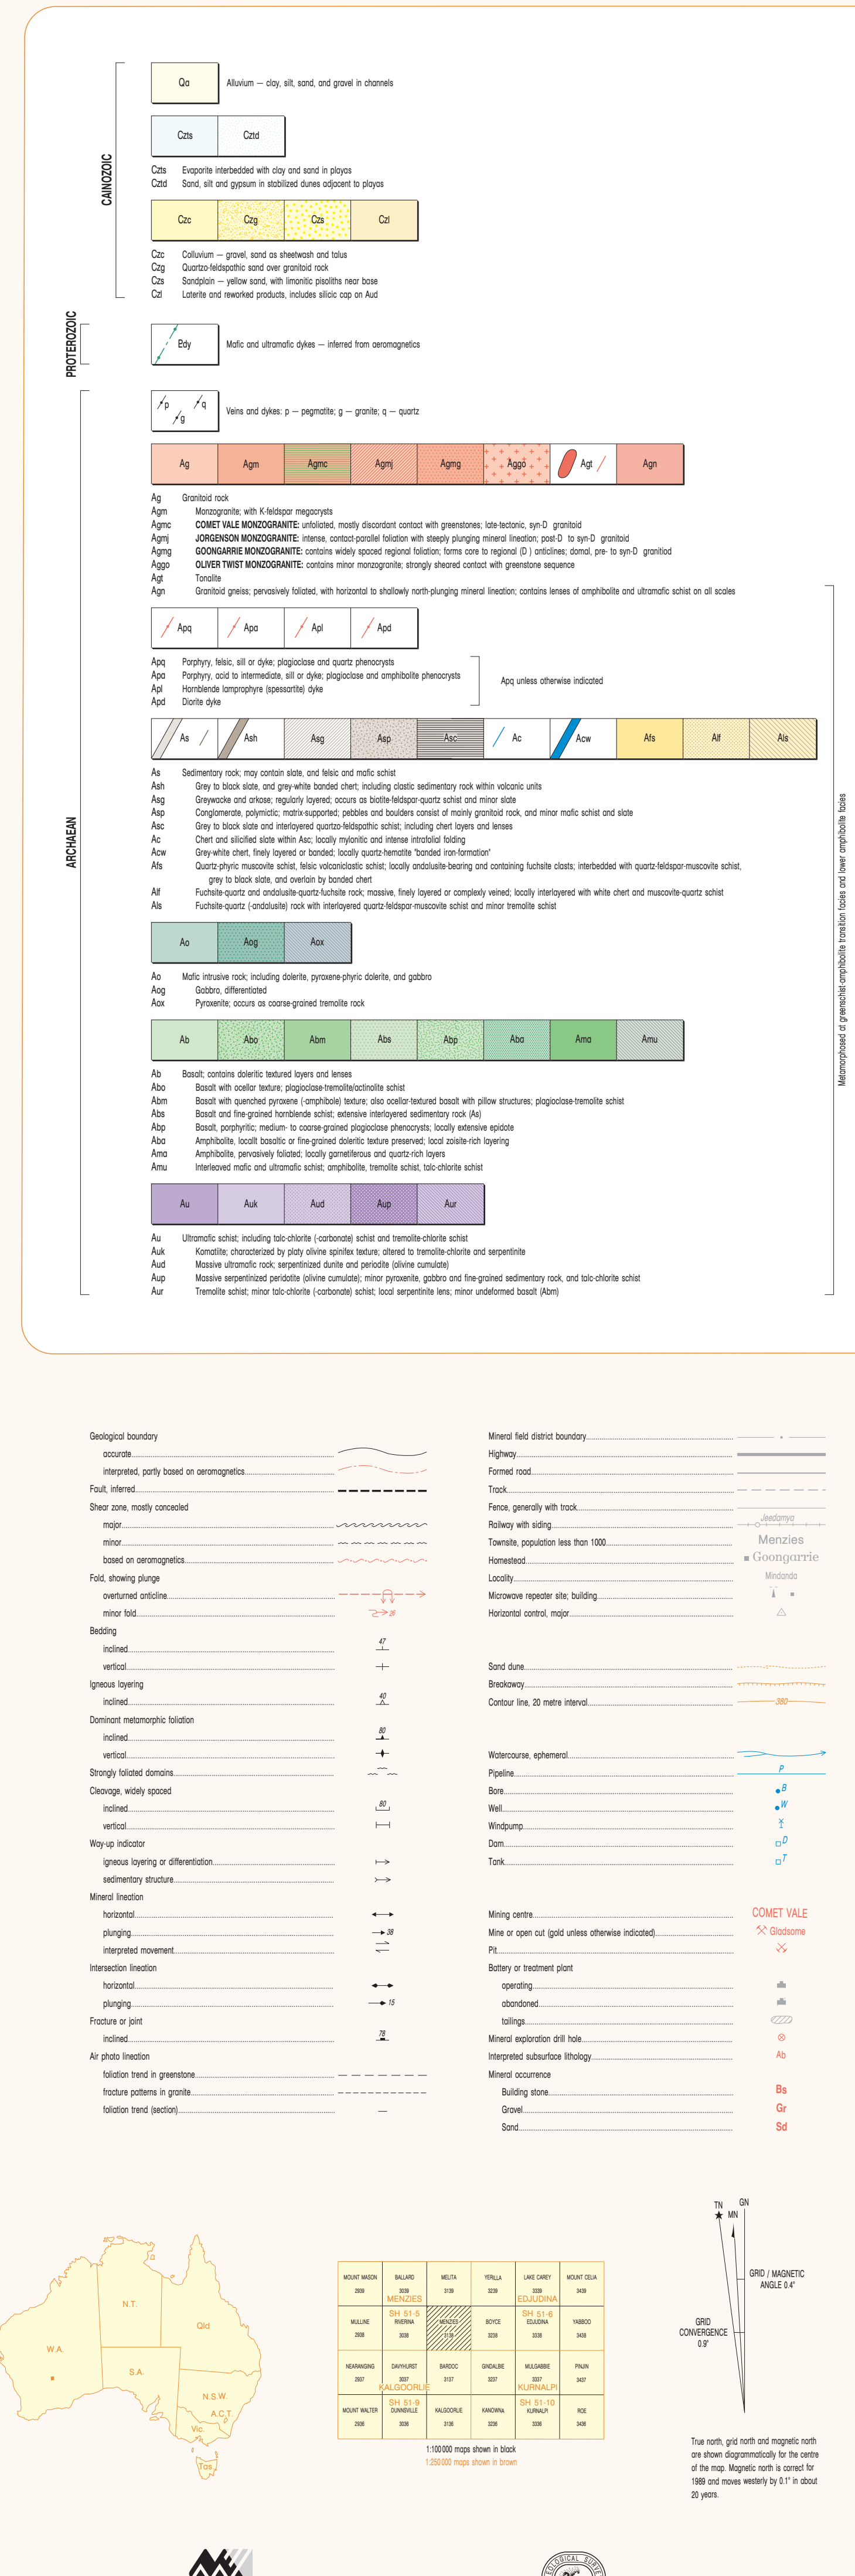 CAINOZOIC
Qa
Alluvium — clay, silt, sand, and gravel in channels
Czts Cztd
Czts Evaporite interbedded with clay and sand in playas
Cztd Sand, silt and gypsum in stabilized dunes adjacent to playas
Czc Czg Czs Czl
Czc Colluvium — gravel, sand as sheetwash and talus
Czg Quartzo-feldspathic sand over granitoid rock
Czs Sandplain — yellow sand, with limonitic pisoliths near base
Czl Laterite and reworked products, includes silicic cap on Aud
PROTEROZOIC
Edy
Mafic and ultramafic dykes — inferred from aeromagnetics
ARCHAEAN
p q g
Veins and dykes: p — pegmatite; g — granite; q — quartz
Ag Agm Agmc Agmj Agmg Aggo Agt Agn
Ag Granitoid rock
Agm Monzogranite; with K-feldspar megacrysts
Agmc COMET VALE MONZOGRANITE: unfoliated, mostly discordant contact with greenstones; late-tectonic, syn-D granitoid
Agmj JORGENSON MONZOGRANITE: intense, contact-parallel foliation with steeply plunging mineral lineation; post-D to syn-D granitoid
Agmg GOONGARRIE MONZOGRANITE: contains widely spaced regional foliation; forms core to regional (D ) anticlines; domal, pre- to syn-D granitiod
Aggo OLIVER TWIST MONZOGRANITE: contains minor monzogranite; strongly sheared contact with greenstone sequence
Agt Tonalite
Agn Granitoid gneiss; pervasively foliated, with horizontal to shallowly north-plunging mineral lineation; contains lenses of amphibolite and ultramafic schist on all scales
Apq Apa Apl Apd
Apq Porphyry, felsic, sill or dyke; plagioclase and quartz phenocrysts
Apa Porphyry, acid to intermediate, sill or dyke; plagioclase and amphibolite phenocrysts
Apl Hornblende lamprophyre (spessartite) dyke
Apd Diorite dyke
Apq unless otherwise indicated
As Ash Asg Asp Asc Ac Acw Afs Alf Als
As Sedimentary rock; may contain slate, and felsic and mafic schist
Ash Grey to black slate, and grey-white banded chert; including clastic sedimentary rock within volcanic units
Asg Greywacke and arkose; regularly layered; occurs as biotite-feldspar-quartz schist and minor slate
Asp Conglomerate, polymictic; matrix-supported; pebbles and boulders consist of mainly granitoid rock, and minor mafic schist and slate
Asc Grey to black slate and interlayered quartzo-feldspathic schist; including chert layers and lenses
Ac Chert and silicified slate within Asc; locally mylonitic and intense intrafolial folding
Acw Grey-white chert, finely layered or banded; locally quartz-hematite "banded iron-formation"
Afs Quartz-phyric muscovite schist, felsic volcaniclastic schist; locally andalusite-bearing and containing fuchsite clasts; interbedded with quartz-feldspar-muscovite schist,
grey to black slate, and overlain by banded chert
Alf Fuchsite-quartz and andalusite-quartz-fuchsite rock; massive, finely layered or complexly veined; locally interlayered with white chert and muscovite-quartz schist
Als Fuchsite-quartz (-andalusite) rock with interlayered quartz-feldspar-muscovite schist and minor tremolite schist
Ao Aog Aox
Ao Mafic intrusive rock; including dolerite, pyroxene-phyric dolerite, and gabbro
Aog Gabbro, differentiated
Aox Pyroxenite; occurs as coarse-grained tremolite rock
Ab Abo Abm Abs Abp Aba Ama Amu
Ab Basalt; contains doleritic textured layers and lenses
Abo Basalt with ocellar texture; plagioclase-tremolite/actinolite schist
Abm Basalt with quenched pyroxene (-amphibole) texture; also ocellar-textured basalt with pillow structures; plagioclase-tremolite schist
Abs Basalt and fine-grained hornblende schist; extensive interlayered sedimentary rock (As)
Abp Basalt, porphyritic; medium- to coarse-grained plagioclase phenocrysts; locally extensive epidote
Aba Amphibolite, locallt basaltic or fine-grained doleritic texture preserved; local zoisite-rich layering
Ama Amphibolite, pervasively foliated; locally garnetiferous and quartz-rich layers
Amu Interleaved mafic and ultramafic schist; amphibolite, tremolite schist, talc-chlorite schist
Au Auk Aud Aup Aur
Au Ultramafic schist; including talc-chlorite (-carbonate) schist and tremolite-chlorite schist
Auk Komatiite; characterized by platy olivine spinifex texture; altered to tremolite-chlorite and serpentinite
Aud Massive ultramafic rock; serpentinized dunite and periodite (olivine cumulate)
Aup Massive serpentinized peridotite (olivine cumulate); minor pyroxenite, gabbro and fine-grained sedimentary rock, and talc-chlorite schist
Aur Tremolite schist; minor talc-chlorite (-carbonate) schist; local serpentinite lens; minor undeformed basalt (Abm)
Metamorphosed at greenschist-amphibolite transition facies and lower amphibolite facies
Geological boundary
accurate
interpreted, partly based on aeromagnetics
Fault, inferred
Shear zone, mostly concealed
major
minor
based on aeromagnetics
Fold, showing plunge
overturned anticline
minor fold 26
Bedding
inclined 47
vertical
Igneous layering
inclined 40
Dominant metamorphic foliation
inclined 80
vertical
Strongly foliated domains
Cleavage, widely spaced
inclined 80
vertical
Way-up indicator
igneous layering or differentiation
sedimentary structure
Mineral lineation
horizontal
plunging 38
interpreted movement
Intersection lineation
horizontal
plunging 15
Fracture or joint
inclined 78
Air photo lineation
foliation trend in greenstone
fracture patterns in granite
foliation trend (section)
Mineral field district boundary
Highway
Formed road
Track
Fence, generally with track
Railway with siding Jeedamya
Townsite, population less than 1000 Menzies
Homestead Goongarrie
Locality Mindanda
Microwave repeater site; building
Horizontal control, major
Sand dune
Breakaway
Contour line, 20 metre interval 380
Watercourse, ephemeral
Pipeline P
Bore B
Well W
Windpump
Dam D
Tank T
Mining centre COMET VALE
Mine or open cut (gold unless otherwise indicated) Gladsome
Pit
Battery or treatment plant
operating
abandoned
tailings
Mineral exploration drill hole
Interpreted subsurface lithology Ab
Mineral occurrence
Building stone Bs
Gravel Gr
Sand Sd
W.A.
N.T.
Qld
S.A.
N.S.W.
A.C.T.
Vic.
Tas.
MOUNT MASON BALLARD MELITA YERILLA LAKE CAREY MOUNT CELIA
2939 3039 3139 3239 3339 3439
MENZIES EDJUDINA
SH 51-5 SH 51-6
MULLINE RIVERINA MENZIES BOYCE EDJUDINA YABBOO
2938 3038 3138 3238 3338 3438
NEARANGING DAVYHURST BARDOC GINDALBIE MULGABBIE PINJIN
2937 3037 3137 3237 3337 3437
KALGOORLIE KURNALPI
SH 51-9 SH 51-10
MOUNT WALTER DUNNSVILLE KALGOORLIE KANOWNA KURNALPI ROE
2936 3036 3136 3236 3336 3436
1:100 000 maps shown in black
1:250 000 maps shown in brown
TN GN
MN
GRID / MAGNETIC
ANGLE 0.4°
GRID
CONVERGENCE
0.9°
True north, grid north and magnetic north
are shown diagrammatically for the centre
of the map. Magnetic north is correct for
1989 and moves westerly by 0.1° in about
20 years.